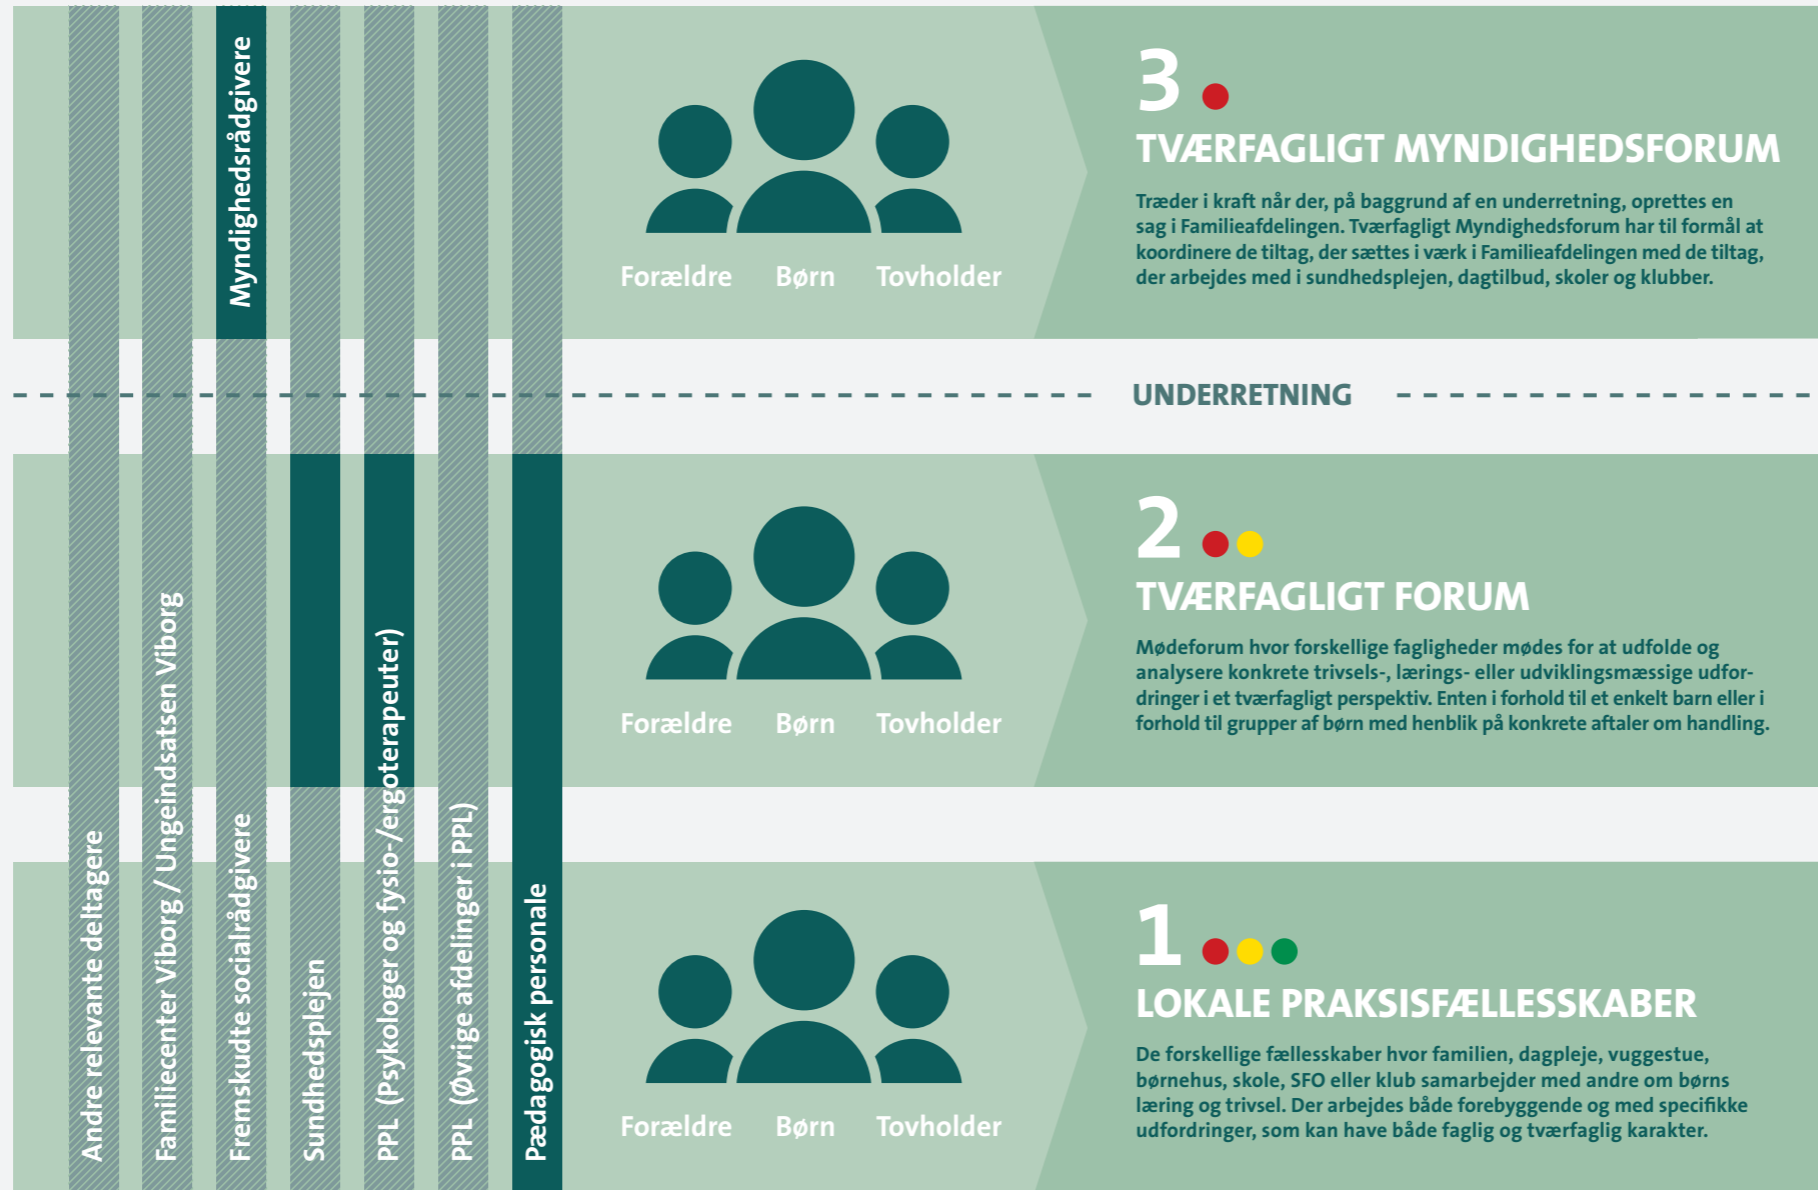 Myndighedsrådgivere
Forældre Børn Tovholder
3
TVÆRFAGLIGT MYNDIGHEDSFORUM
Træder i kraft når der, på baggrund af en underretning, oprettes en
sag i Familieafdelingen. Tværfagligt Myndighedsforum har til formål at
koordinere de tiltag, der sættes i værk i Familieafdelingen med de tiltag,
der arbejdes med i sundhedsplejen, dagtilbud, skoler og klubber.
UNDERRETNING
Forældre Børn Tovholder
2
TVÆRFAGLIGT FORUM
Mødeforum hvor forskellige fagligheder mødes for at udfolde og
analysere konkrete trivsels-, lærings- eller udviklingsmæssige udfor-
dringer i et tværfagligt perspektiv. Enten i forhold til et enkelt barn eller i
forhold til grupper af børn med henblik på konkrete aftaler om handling.
Andre relevante deltagere
Familiecenter Viborg / Ungeindsatsen Viborg
Fremskudte socialrådgivere
Sundhedsplejen
PPL (Psykologer og fysio-/ergoterapeuter)
PPL (Øvrige afdelinger i PPL)
Pædagogisk personale
Forældre Børn Tovholder
1
LOKALE PRAKSISFÆLLESSKABER
De forskellige fællesskaber hvor familien, dagpleje, vuggestue,
børnehus, skole, SFO eller klub samarbejder med andre om børns
læring og trivsel. Der arbejdes både forebyggende og med specifikke
udfordringer, som kan have både faglig og tværfaglig karakter.